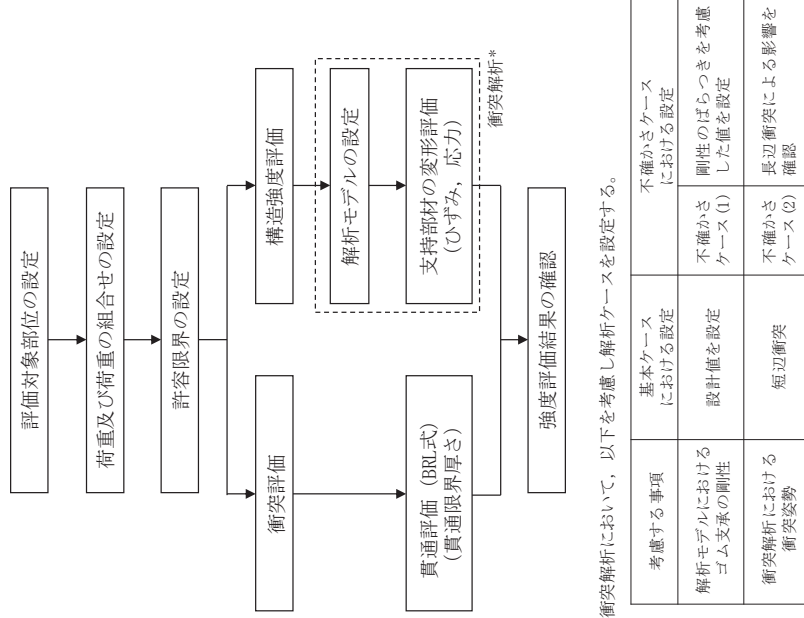 評価対象部位の設定
荷重及び荷重の組合せの設定
許容限界の設定
衝突評価
構造強度評価
解析モデルの設定
貫通評価（BRL式）
（貫通限界厚さ）
支持部材の変形評価
（ひずみ，応力）
衝突解析*
強度評価結果の確認
衝突解析において，以下を考慮し解析ケースを設定する。
考慮する事項
基本ケース
における設定
不確かさケース
における設定
解析モデルにおける
ゴム支承の剛性
設計値を設定
不確かさ
ケース(1)
剛性のばらつきを考慮
した値を設定
衝突解析における
衝突姿勢
短辺衝突
不確かさ
ケース(2)
長辺衝突による影響を
確認